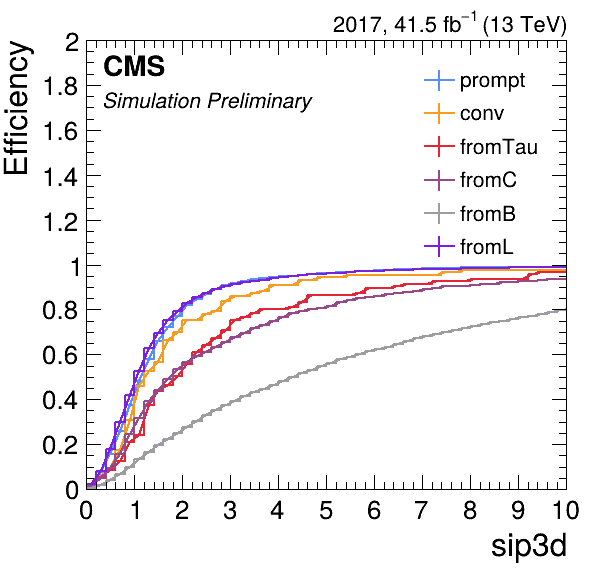 2017, 41.5 fb⁻¹ (13 TeV)
CMS
Simulation Preliminary
prompt
conv
fromTau
fromC
fromB
fromL
Efficiency
2
1.8
1.6
1.4
1.2
1
0.8
0.6
0.4
0.2
0
0 1 2 3 4 5 6 7 8 9 10
sip3d